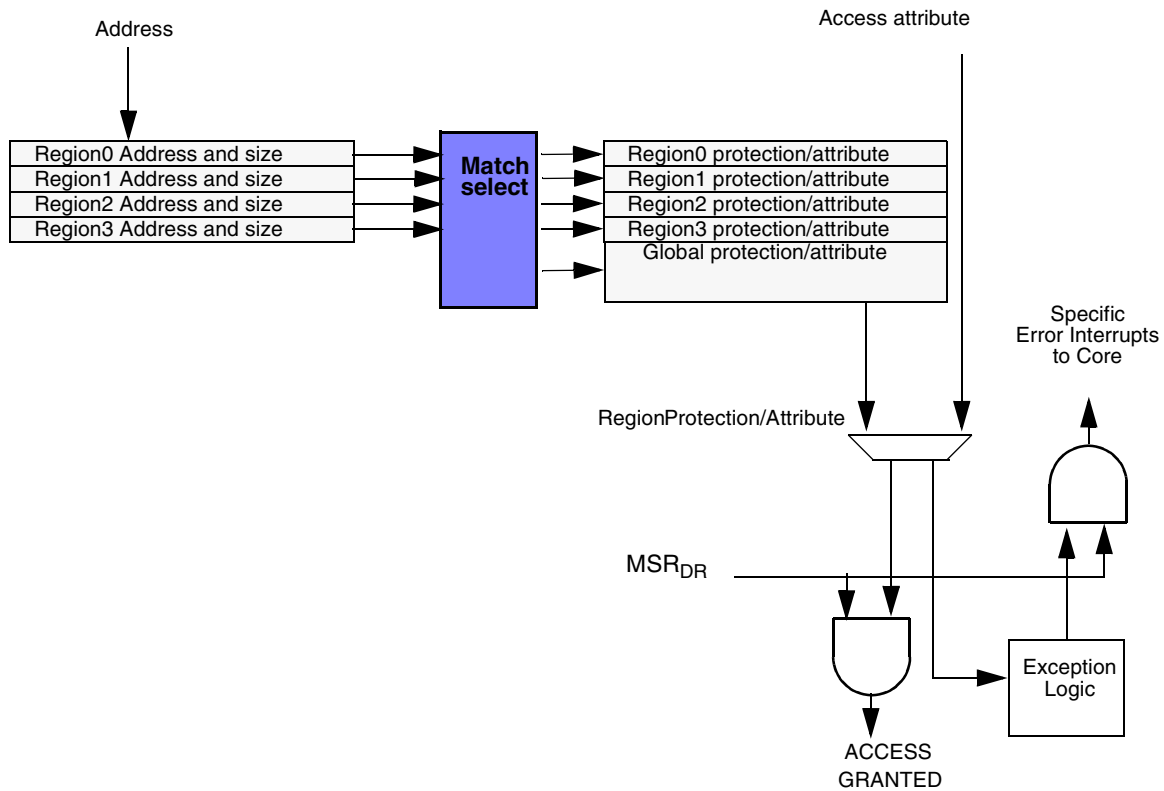 Access attribute
Address
Region0 Address and size
Region1 Address and size
Region2 Address and size
Region3 Address and size
Match
select
Region0 protection/attribute
Region1 protection/attribute
Region2 protection/attribute
Region3 protection/attribute
Global protection/attribute
Specific
Error Interrupts
to Core
RegionProtection/Attribute
MSRDR
Exception
Logic
ACCESS
GRANTED